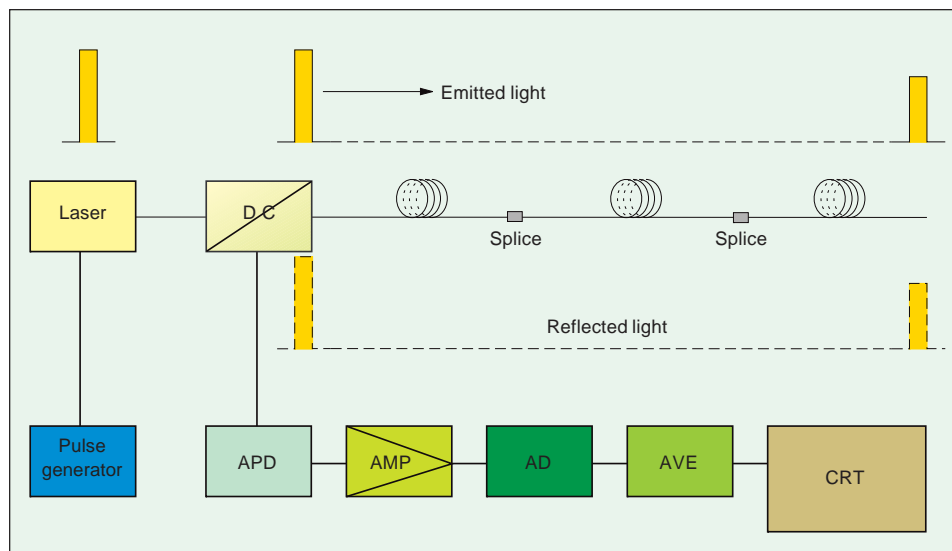 Emitted light
Laser
D C
Splice
Splice
Reflected light
Pulse
generator
APD
AMP
AD
AVE
CRT